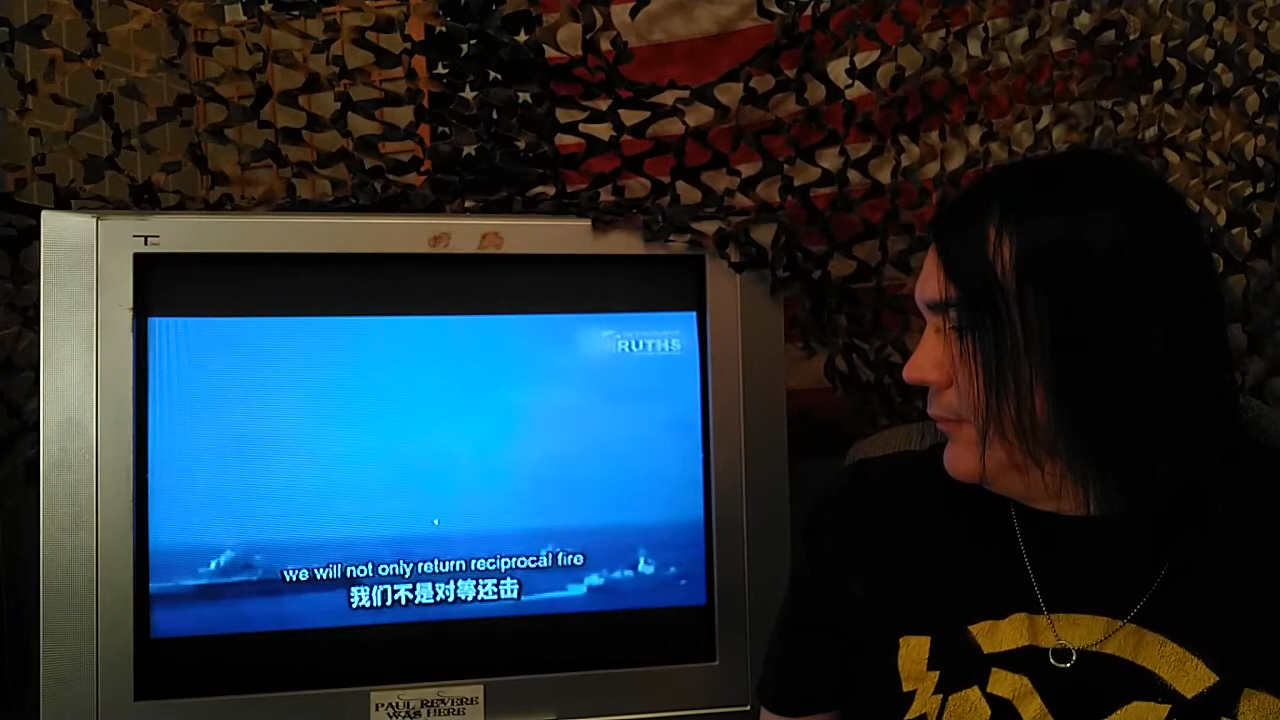 RUTHS
we will not only return reciprocal fire
我们不是对等还击
PAUL REVERE
WAS HERE